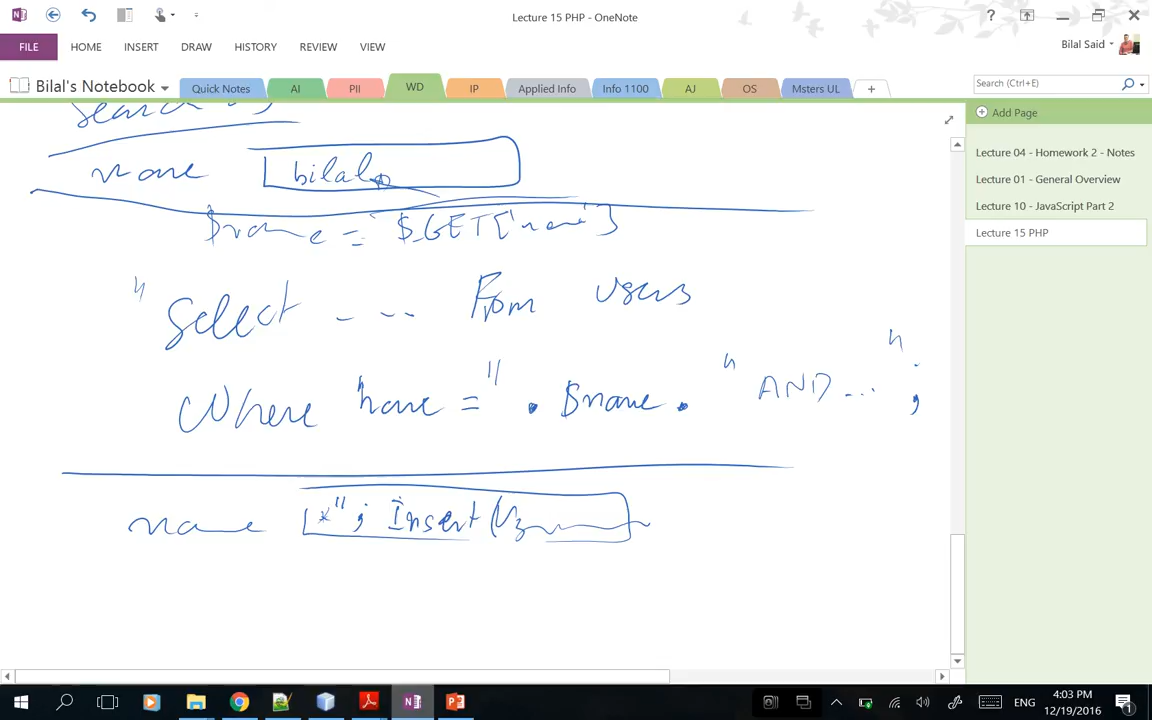 Lecture 15 PHP - OneNote
FILE HOME INSERT DRAW HISTORY REVIEW VIEW
Bilal Said
Bilal's Notebook
Quick Notes AI PII WD IP Applied Info Info 1100 AJ OS Msters UL
Search (Ctrl+E)
Add Page
Lecture 04 - Homework 2 - Notes
Lecture 01 - General Overview
Lecture 10 - JavaScript Part 2
Lecture 15 PHP
Search by
name bilal
$name = $_GET['name']
" Select ... From users
Where name = " . $name . " AND ... " ;
name *"; Insert
ENG
4:03 PM
12/19/2016